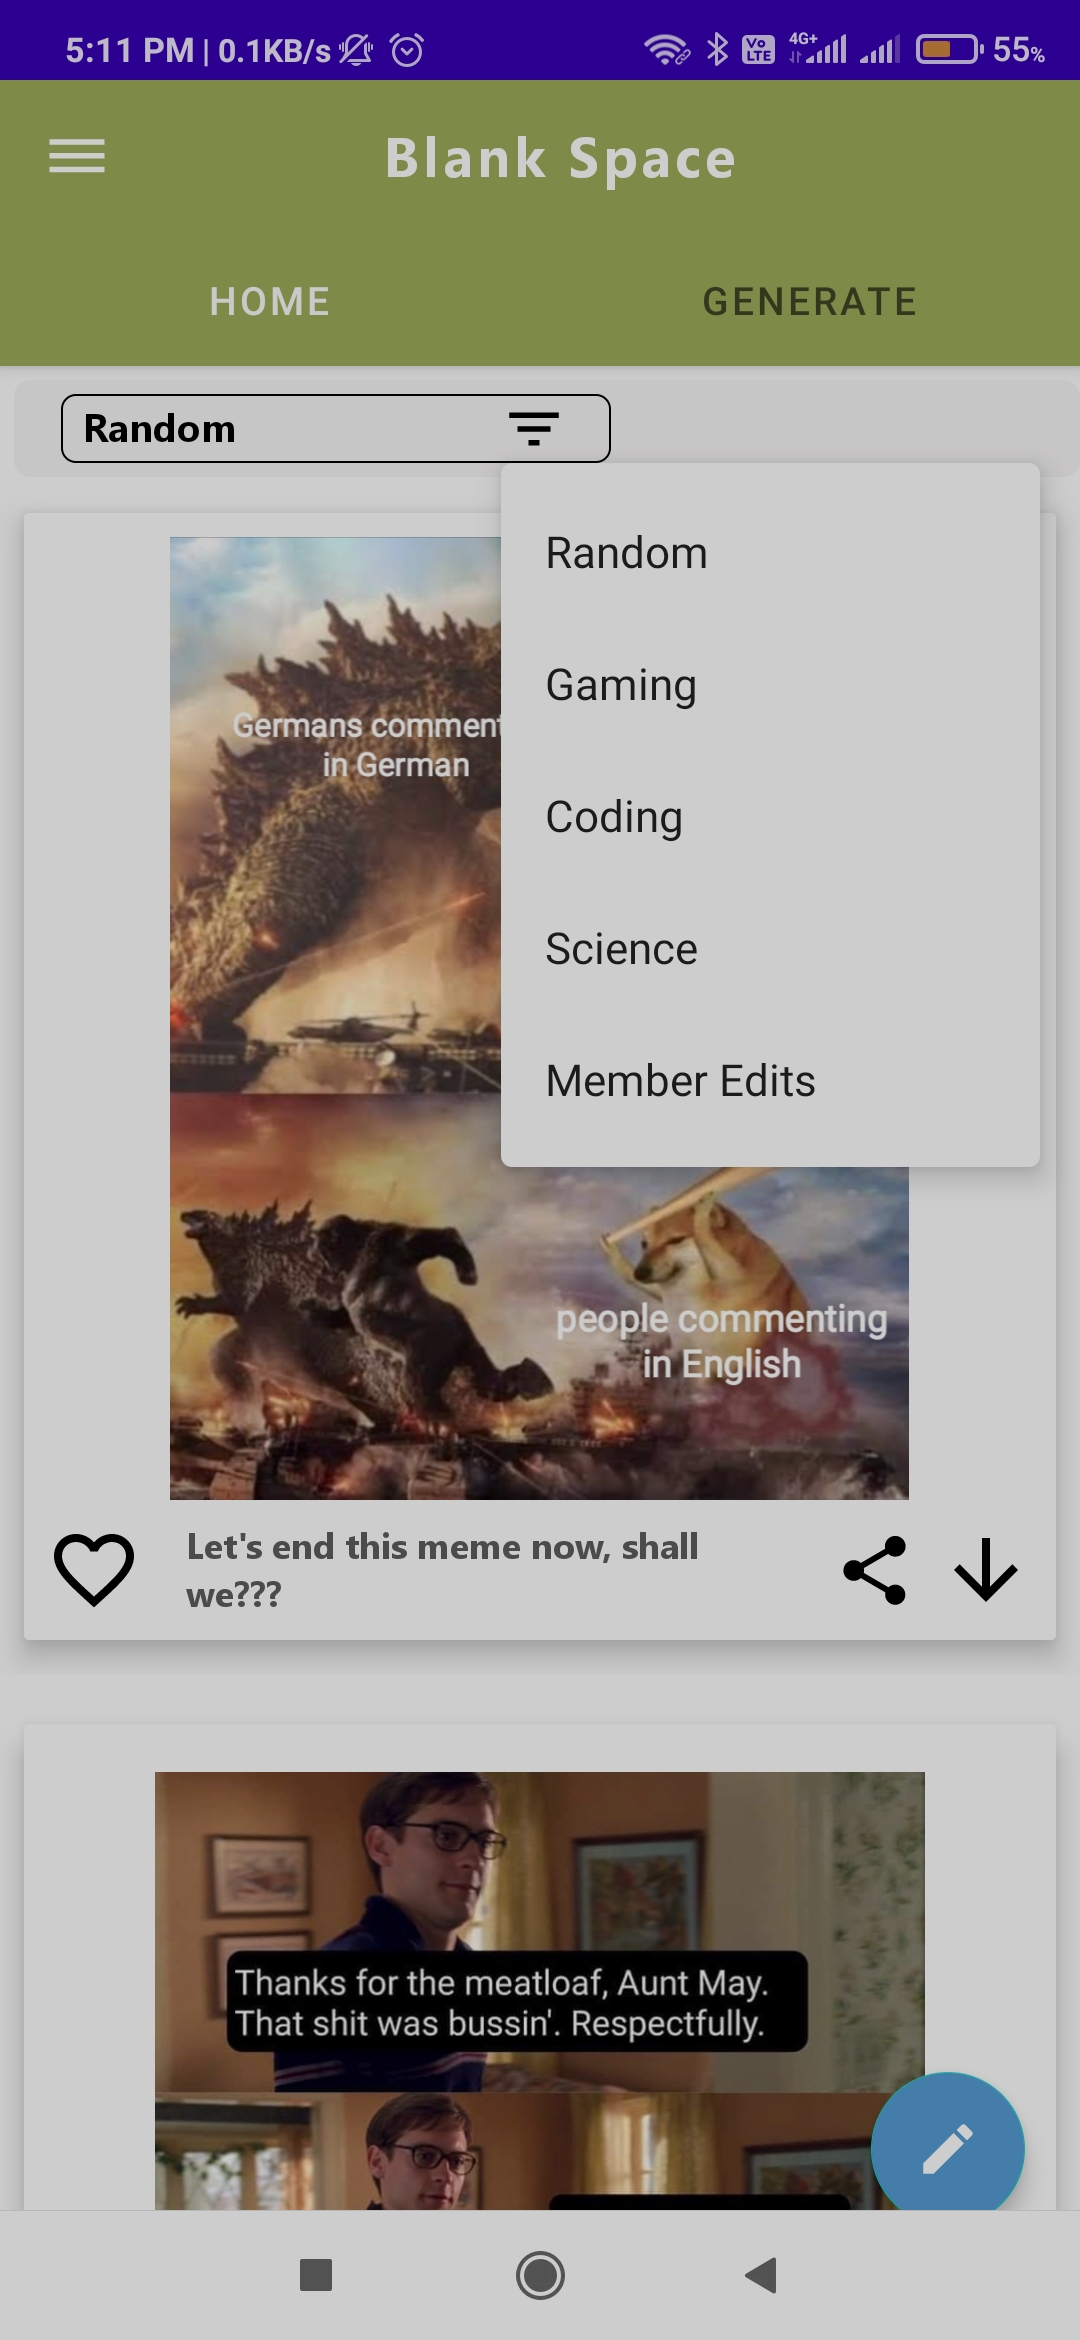 5:11 PM | 0.1KB/s
Vo LTE
4G+
55%
Blank Space
HOME
GENERATE
Random
Random
Gaming
Coding
Science
Member Edits
Germans comment
in German
people commenting
in English
Let's end this meme now, shall
we???
Thanks for the meatloaf, Aunt May.
That shit was bussin'. Respectfully.